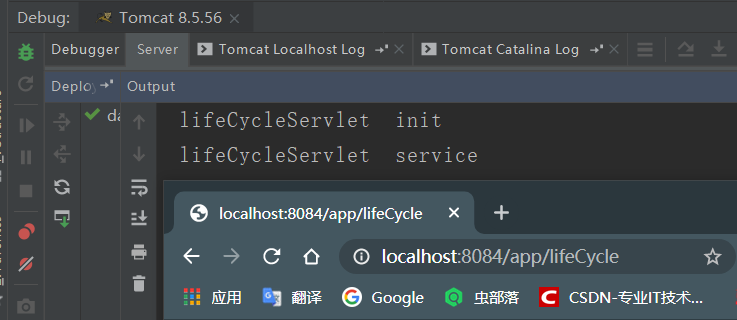 Debug: Tomcat 8.5.56
Debugger Server Tomcat Localhost Log Tomcat Catalina Log
Deploy Output
da
lifeCycleServlet init
lifeCycleServlet service
localhost:8084/app/lifeCycle
localhost:8084/app/lifeCycle
应用 翻译 Google 虫部落 CSDN-专业IT技术...